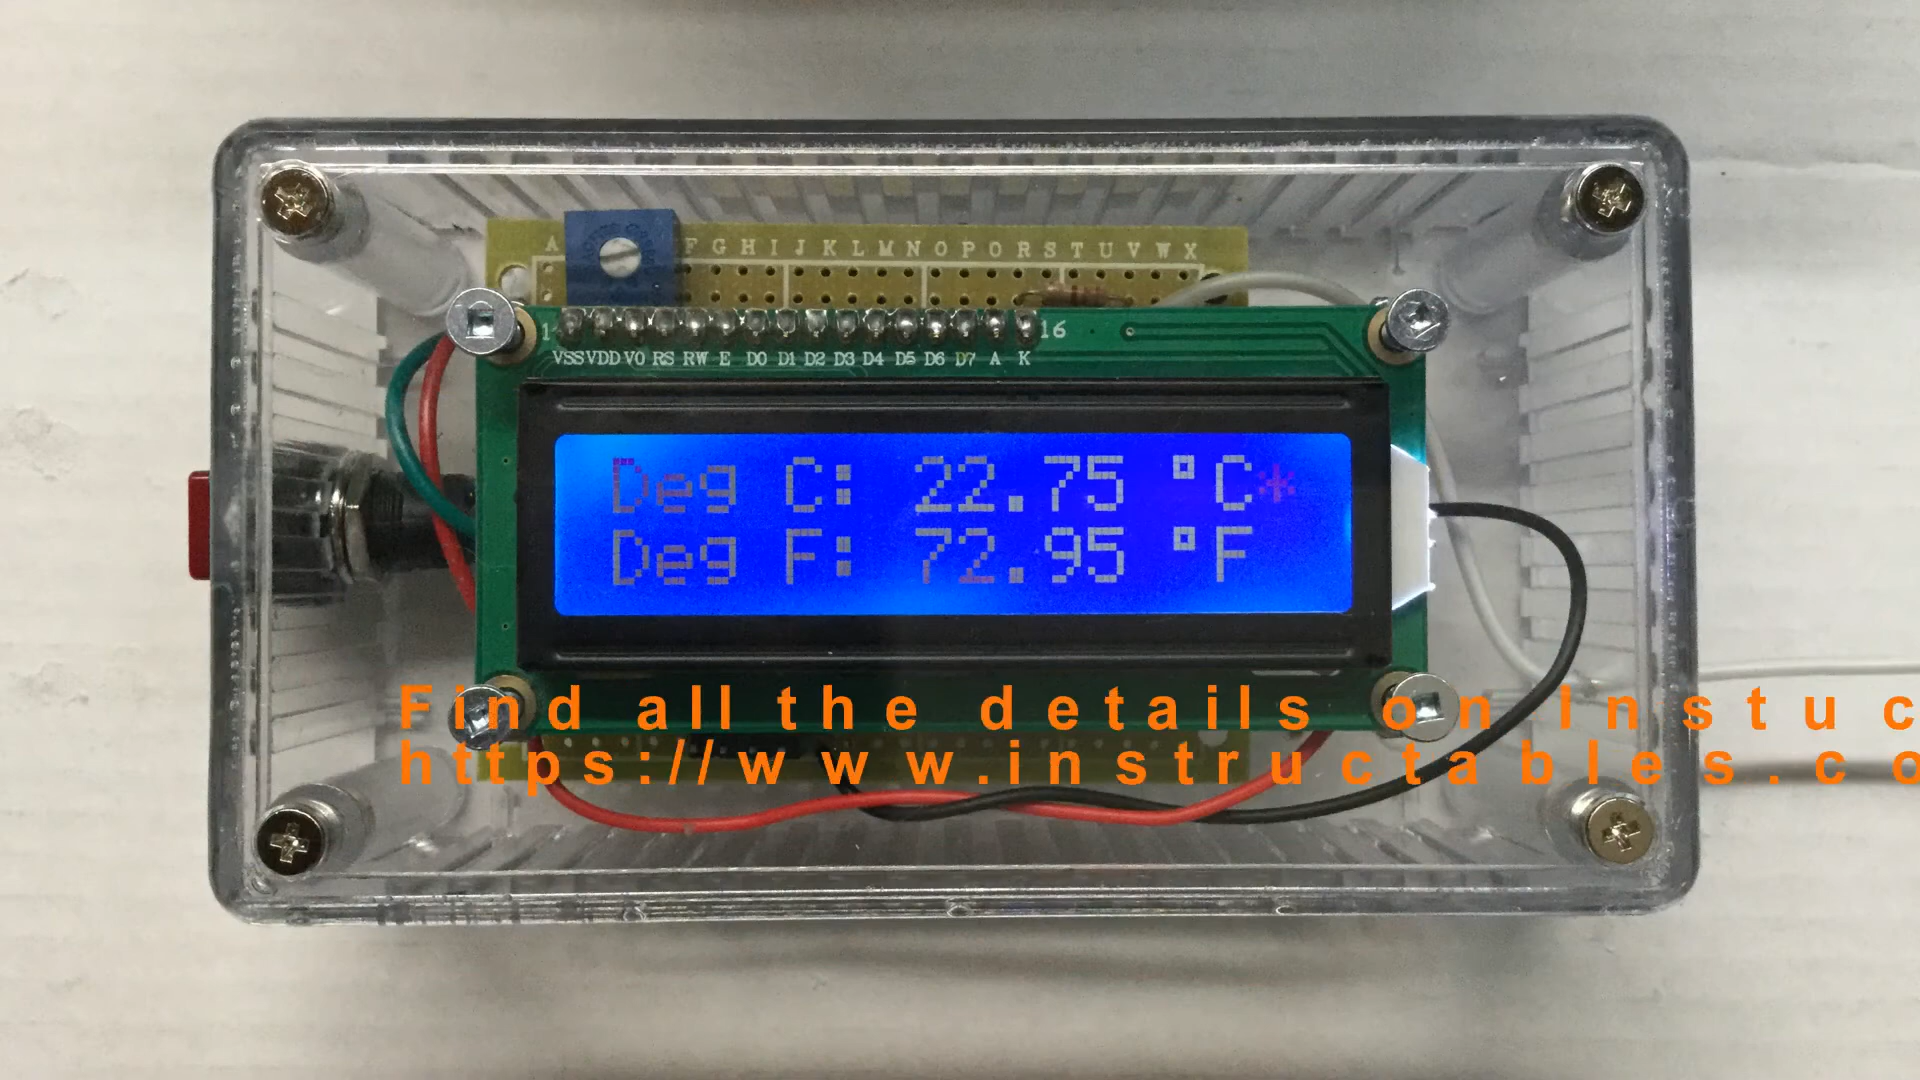 A F G H I J K L M N O P O R S T U V W X
1 16
VSS VDD V0 RS RW E D0 D1 D2 D3 D4 D5 D6 D7 A K
Deg C: 22.75 °C*
Deg F: 72.95 °F
Find all the details on Instuc
https://www.instructables.co